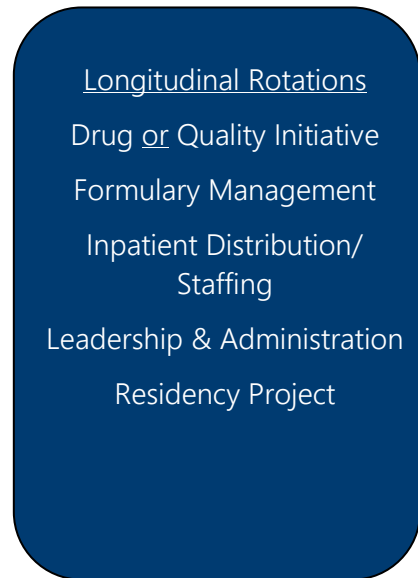 Longitudinal Rotations
Drug or Quality Initiative
Formulary Management
Inpatient Distribution/
Staffing
Leadership & Administration
Residency Project